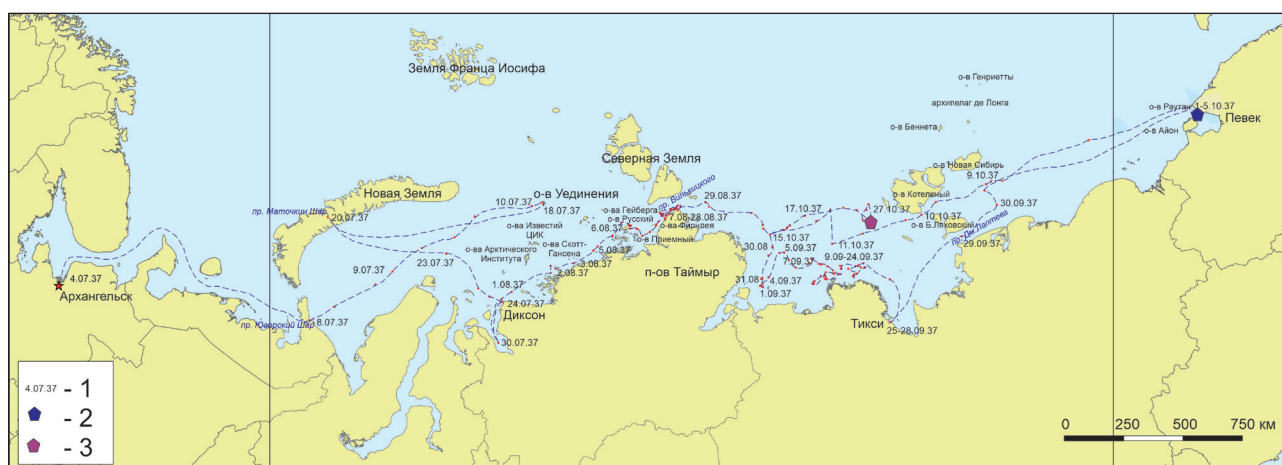 Земля Франца Иосифа
о-в Генриетты
архипелаг де Лонга
о-в Раутан
1-5.10.37
Певек
о-в Беннета
о-в Айон
Северная Земля
о-в Новая Сибирь
9.10.37
Новая Земля
о-в Уединения
пр. Вилькицкого
29.08.37
о-в Котельный
30.09.37
пр. Маточкин Шар
20.07.37
10.07.37
18.07.37
о-ва Гейберга
о-в Русский
17.10.37
27.10.37
10.10.37
о-в Б.Ляховский
6.08.37
7.08-28.08.37
о-ва Фирнлея
о-ва Известий
ЦИК
15.10.37
11.10.37
пр. Дм.Лаптева
29.09.37
о-в Приемный
о-ва Арктического
Института
о-ва Скотт-
Гансена
5.08.37
30.08
5.09.37
23.07.37
3.08.37
7.09.37
9.09-24.09.37
9.07.37
2.08.37
п-ов Таймыр
4.07.37
Архангельск
1.08.37
31.08
4.09.37
1.09.37
24.07.37
Диксон
пр. Югорский Шар
8.07.37
Тикси
25-28.09.37
30.07.37
4.07.37 - 1
- 2
- 3
0 250 500 750 км